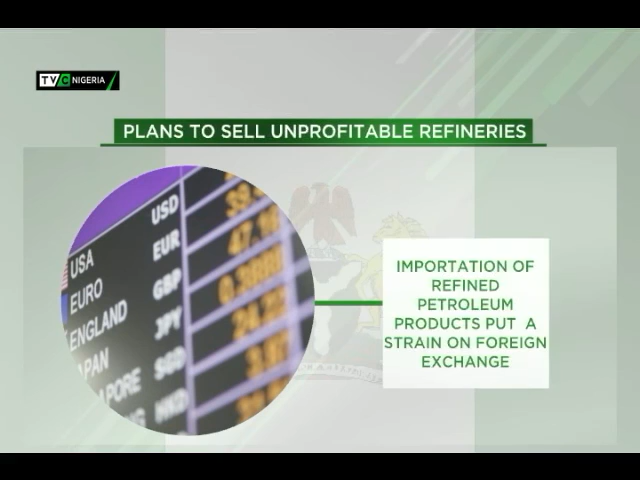 TVC NIGERIA
PLANS TO SELL UNPROFITABLE REFINERIES
USD
USA
EUR
EURO
GBP
ENGLAND
JPY
SGD
HKD
IMPORTATION OF
REFINED
PETROLEUM
PRODUCTS PUT A
STRAIN ON FOREIGN
EXCHANGE